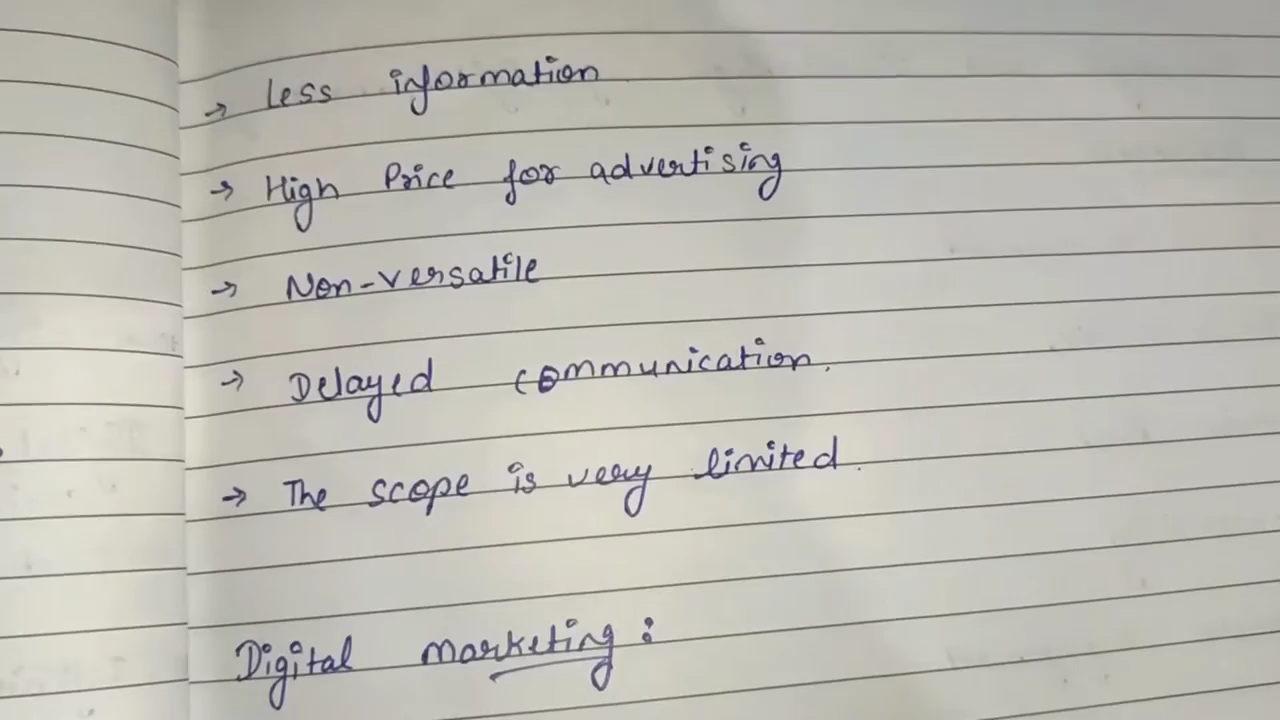 → Less information
→ High Price for advertising
→ Non-versatile
→ Delayed communication.
→ The scope is very limited.
Digital marketing: